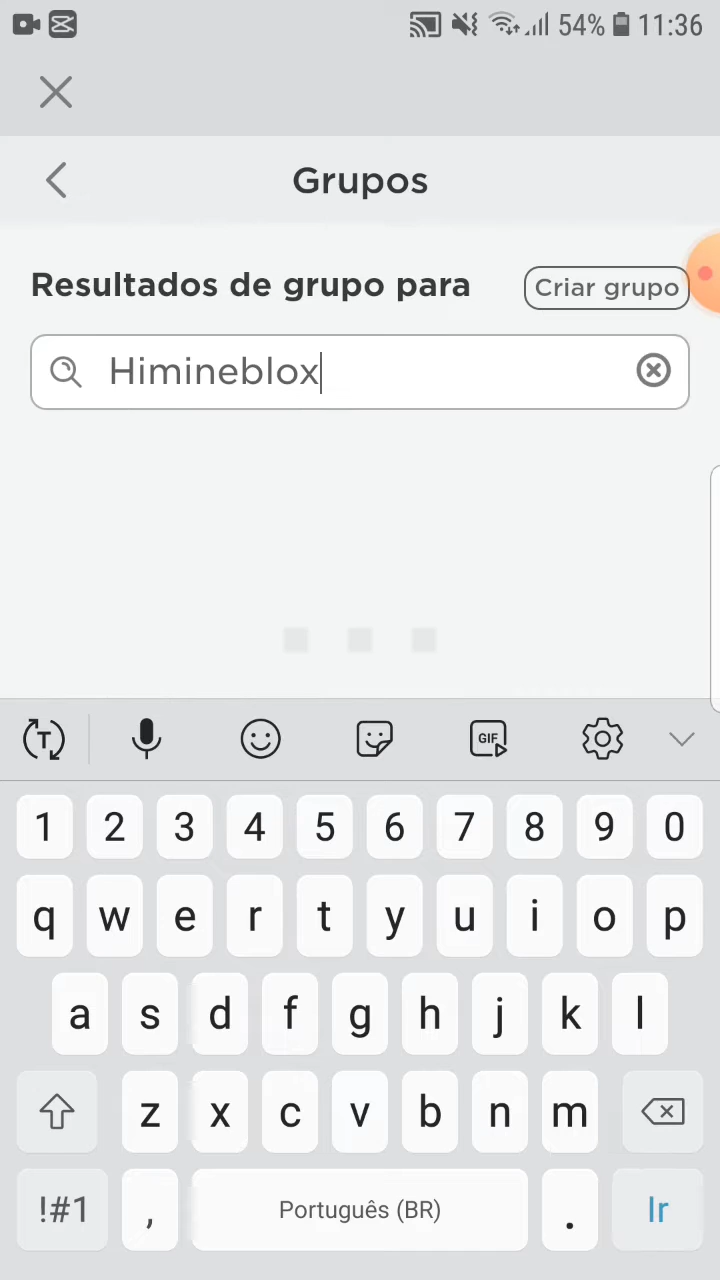 54% 11:36
Grupos
Resultados de grupo para
Criar grupo
Himineblox
T
GIF
1 2 3 4 5 6 7 8 9 0
q w e r t y u i o p
a s d f g h j k l
z x c v b n m
!#1 , Português (BR) . Ir